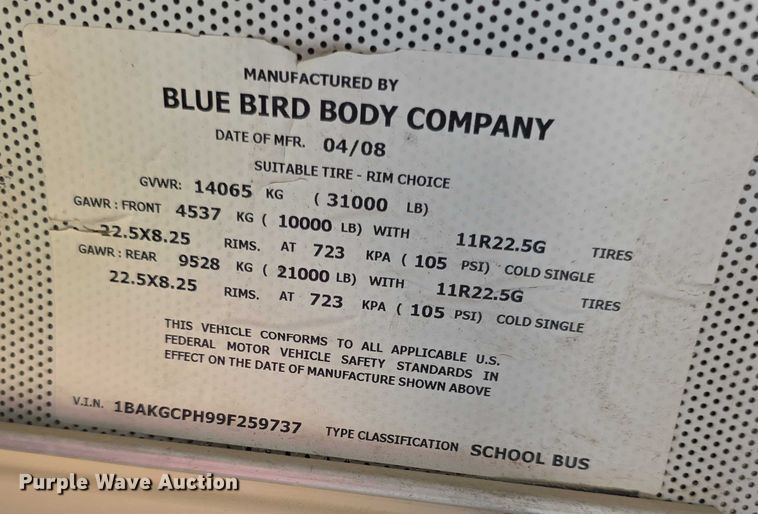 MANUFACTURED BY
BLUE BIRD BODY COMPANY
DATE OF MFR. 04/08
SUITABLE TIRE - RIM CHOICE
GVWR: 14065 KG ( 31000 LB)
GAWR : FRONT 4537 KG ( 10000 LB) WITH 11R22.5G TIRES
22.5X8.25 RIMS. AT 723 KPA ( 105 PSI) COLD SINGLE
GAWR : REAR 9528 KG ( 21000 LB) WITH 11R22.5G TIRES
22.5X8.25 RIMS. AT 723 KPA ( 105 PSI) COLD SINGLE
THIS VEHICLE CONFORMS TO ALL APPLICABLE U.S.
FEDERAL MOTOR VEHICLE SAFETY STANDARDS IN
EFFECT ON THE DATE OF MANUFACTURE SHOWN ABOVE
V.I.N. 1BAKGCPH99F259737 TYPE CLASSIFICATION SCHOOL BUS
Purple Wave Auction